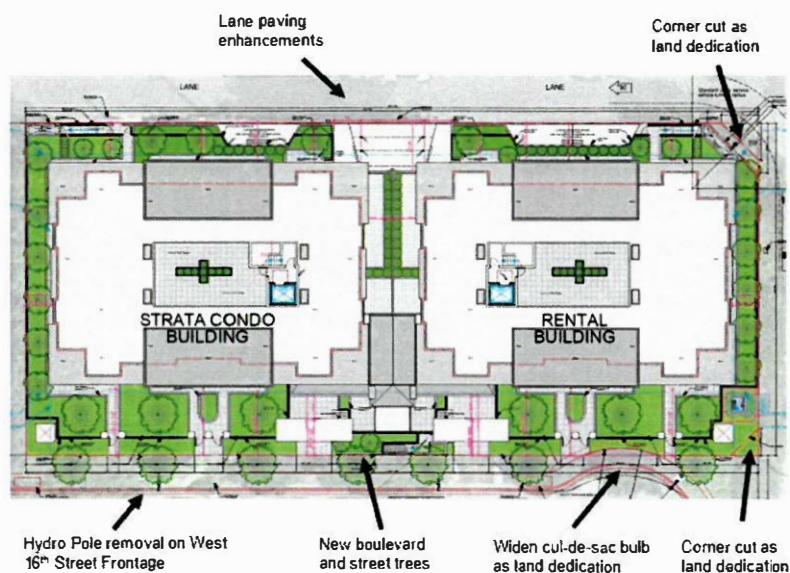 Lane paving
enhancements
Corner cut as
land dedication
LANE
LANE
STRATA CONDO
BUILDING
RENTAL
BUILDING
Hydro Pole removal on West
16th Street Frontage
New boulevard
and street trees
Widen cul-de-sac bulb
as land dedication
Corner cut as
land dedication